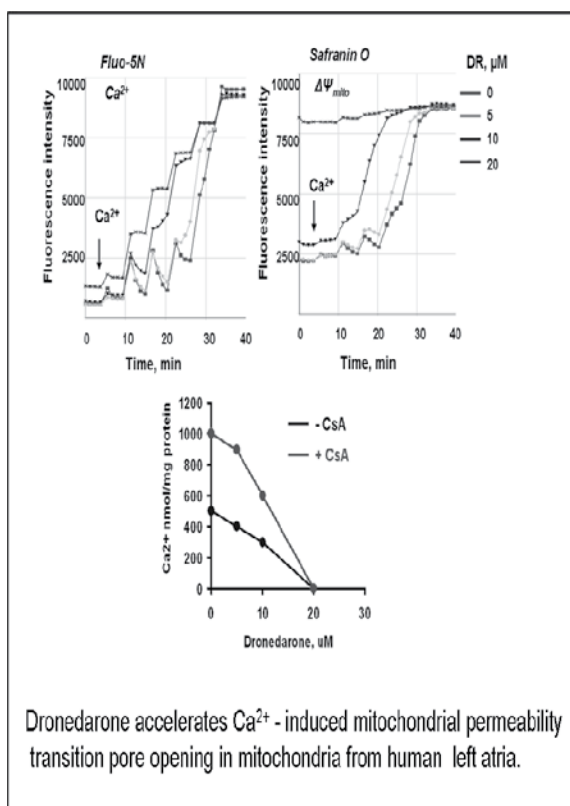 Fluo-5N
Safranin O
DR, µM
Ca²⁺
ΔΨmito
0
5
10
20
Fluorescence intensity
10000
7500
5000
2500
Ca²⁺
0 10 20 30 40
Time, min
Fluorescence intensity
10000
7500
5000
2500
Ca²⁺
0 10 20 30 40
Time, min
Ca2+ nmol/mg protein
1200
1000
800
600
400
200
0
- CsA
+ CsA
0 10 20 30
Dronedarone, uM
Dronedarone accelerates Ca²⁺ - induced mitochondrial permeability
transition pore opening in mitochondria from human left atria.